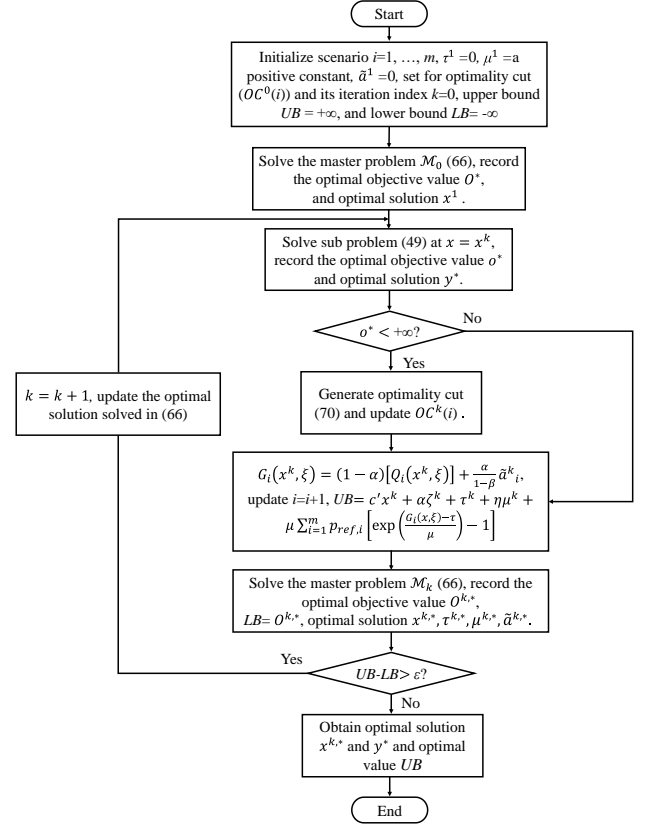 Start
Initialize scenario i=1, …, m, τ¹ =0, μ¹ =a
positive constant, ã¹ =0, set for optimality cut
(OC⁰(i)) and its iteration index k=0, upper bound
UB = +∞, and lower bound LB= -∞
Solve the master problem ℳ₀ (66), record
the optimal objective value O*,
and optimal solution x¹ .
Solve sub problem (49) at x = xᵏ,
record the optimal objective value o*
and optimal solution y*.
o* < +∞?
No
Yes
Generate optimality cut
(70) and update OCᵏ(i) .
k = k + 1, update the optimal
solution solved in (66)
Gᵢ(xᵏ, ξ) = (1 − α)[Qᵢ(xᵏ, ξ)] + α/(1−β) ãᵏᵢ,
update i=i+1, UB= c′xᵏ + αζᵏ + τᵏ + ημᵏ +
μ ∑ᵢ₌₁ᵐ p_ref,i [exp((Gᵢ(x,ξ)−τ)/μ) − 1]
Solve the master problem ℳₖ (66), record the
optimal objective value Oᵏ,*,
LB= Oᵏ,*, optimal solution xᵏ,*, τᵏ,*, μᵏ,*, ãᵏ,*.
Yes
UB-LB> ε?
No
Obtain optimal solution
xᵏ,* and y* and optimal
value UB
End